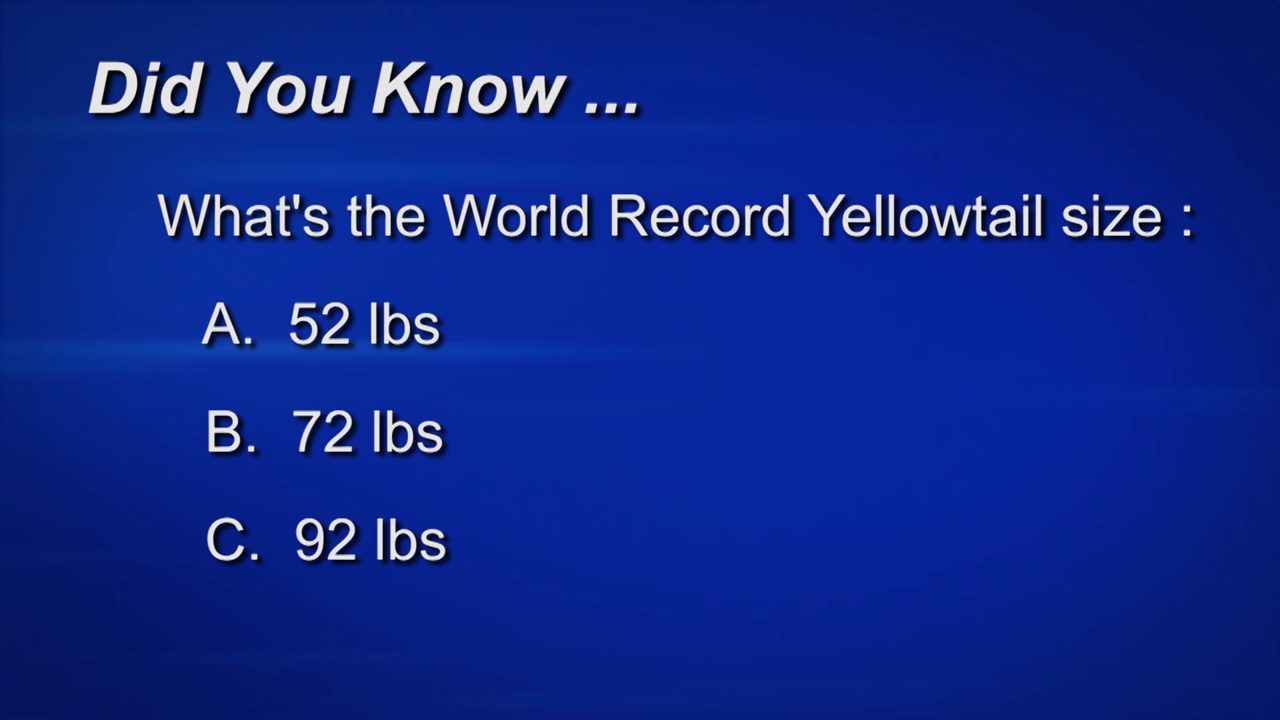 Did You Know ...
What's the World Record Yellowtail size :
A. 52 lbs
B. 72 lbs
C. 92 lbs